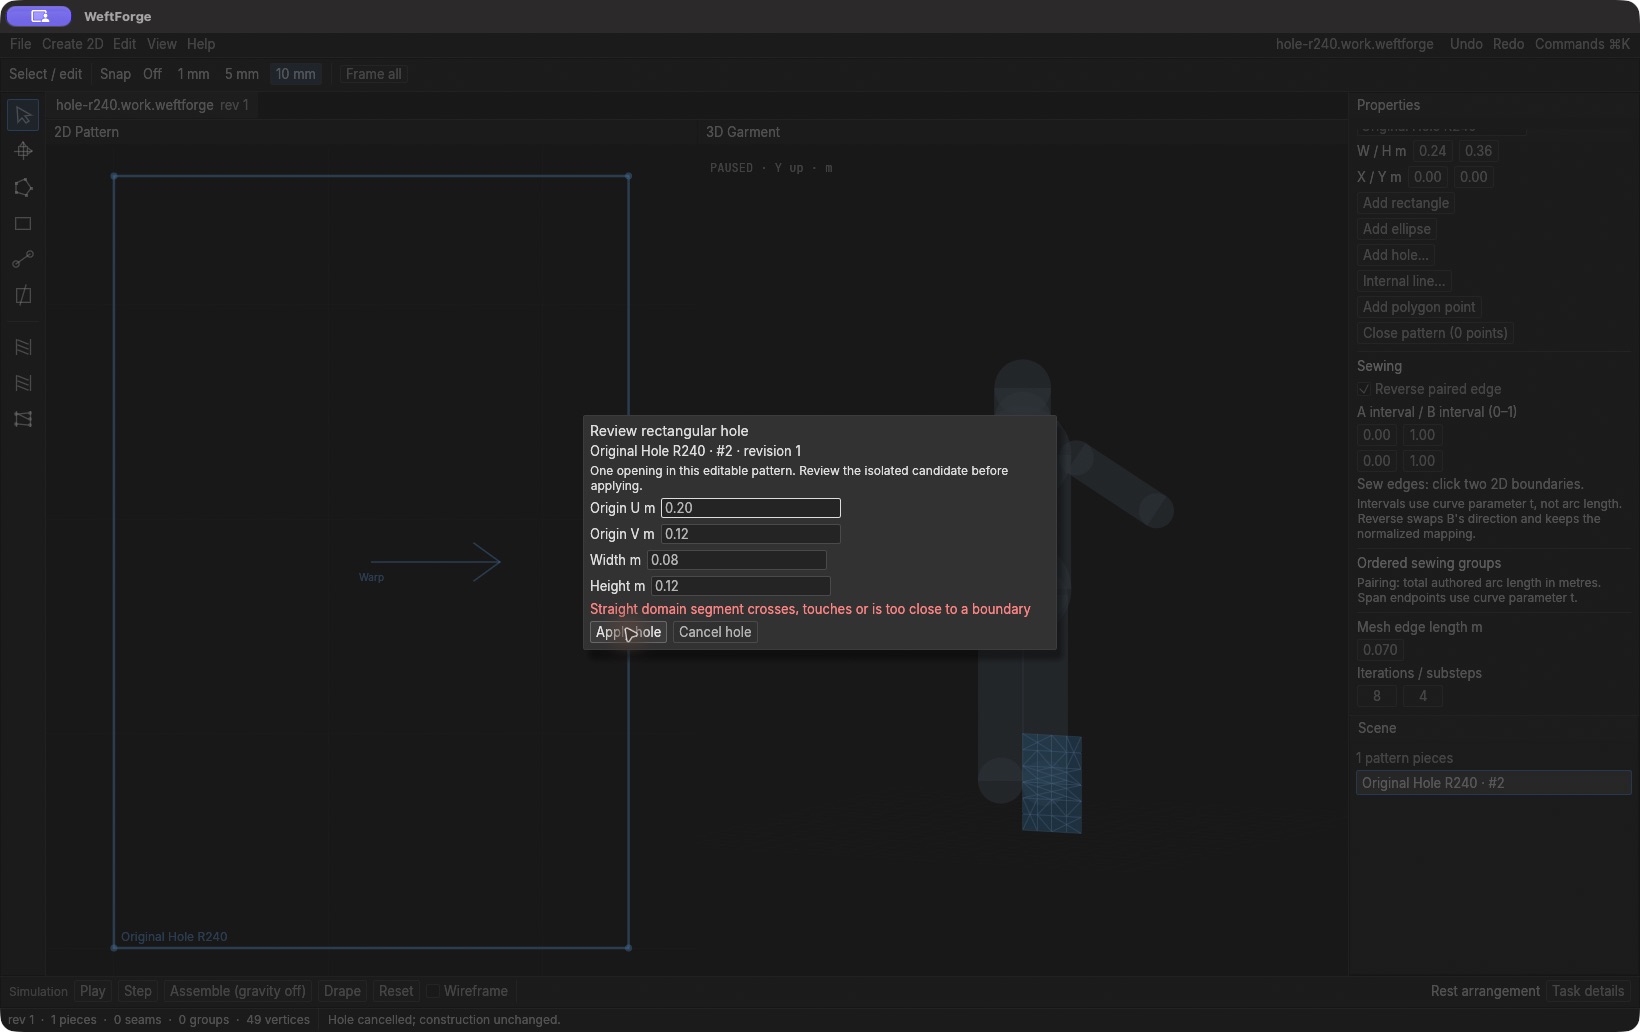 WeftForge
File Create 2D Edit View Help
hole-r240.work.weftforge Undo Redo Commands ⌘K
Select / edit Snap Off 1 mm 5 mm 10 mm Frame all
hole-r240.work.weftforge rev 1
2D Pattern
3D Garment
PAUSED · Y up · m
Warp
Original Hole R240
Review rectangular hole
Original Hole R240 · #2 · revision 1
One opening in this editable pattern. Review the isolated candidate before
applying.
Origin U m 0.20
Origin V m 0.12
Width m 0.08
Height m 0.12
Straight domain segment crosses, touches or is too close to a boundary
Apply hole Cancel hole
Properties
W / H m 0.24 0.36
X / Y m 0.00 0.00
Add rectangle
Add ellipse
Add hole...
Internal line...
Add polygon point
Close pattern (0 points)
Sewing
Reverse paired edge
A interval / B interval (0–1)
0.00 1.00
0.00 1.00
Sew edges: click two 2D boundaries.
Intervals use curve parameter t, not arc length.
Reverse swaps B's direction and keeps the
normalized mapping.
Ordered sewing groups
Pairing: total authored arc length in metres.
Span endpoints use curve parameter t.
Mesh edge length m
0.070
Iterations / substeps
8 4
Scene
1 pattern pieces
Original Hole R240 · #2
Simulation Play Step Assemble (gravity off) Drape Reset Wireframe
Rest arrangement Task details
rev 1 · 1 pieces · 0 seams · 0 groups · 49 vertices Hole cancelled; construction unchanged.